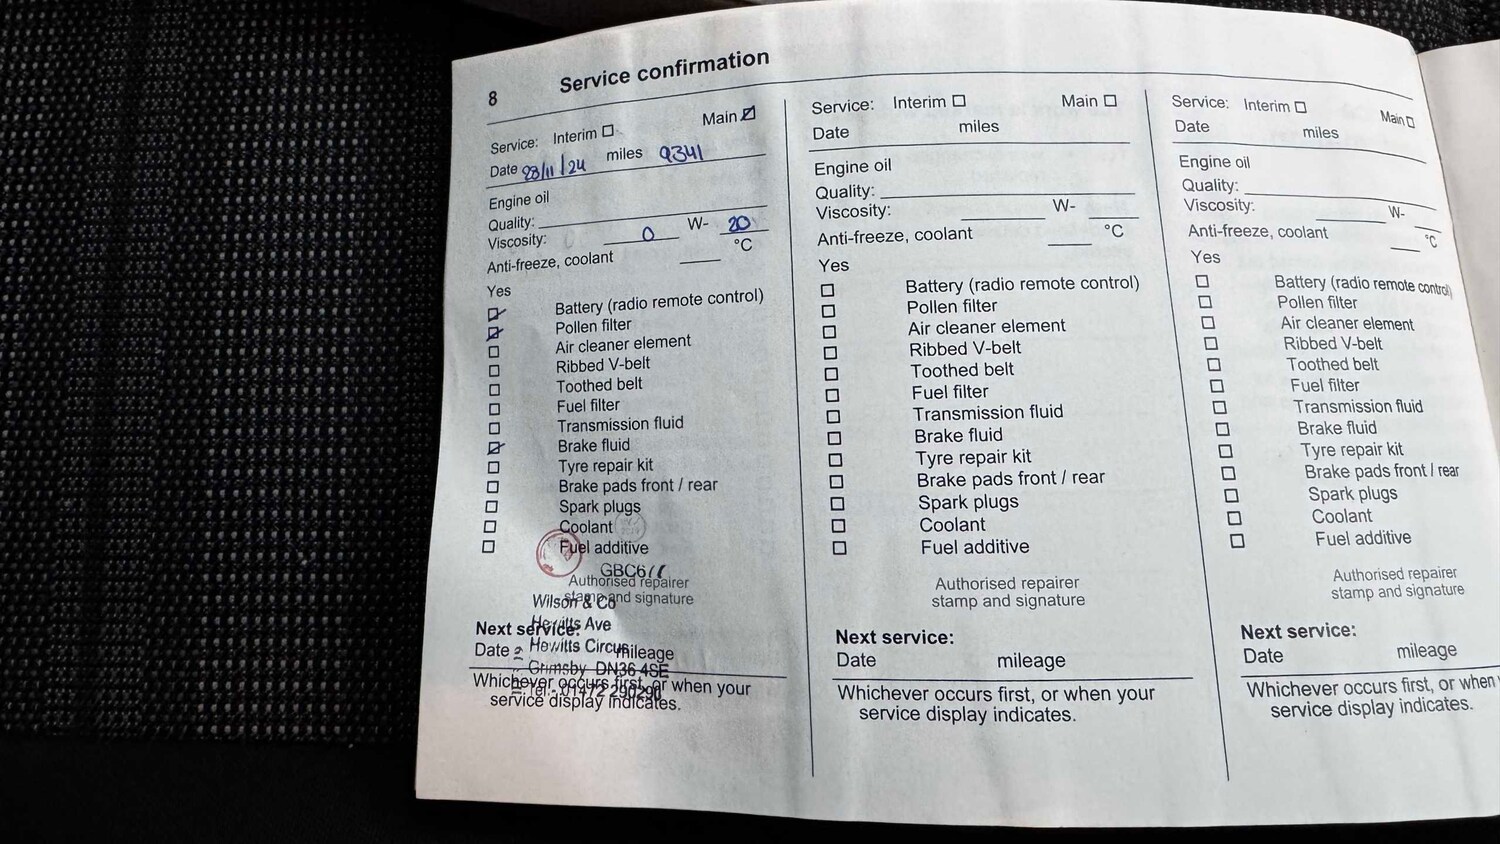 8 Service confirmation
Service: Interim Main
Date 23/11/24 miles 9341
Engine oil
Quality:
Viscosity: 0 W- 20
Anti-freeze, coolant °C
Yes
Battery (radio remote control)
Pollen filter
Air cleaner element
Ribbed V-belt
Toothed belt
Fuel filter
Transmission fluid
Brake fluid
Tyre repair kit
Brake pads front / rear
Spark plugs
Coolant
Fuel additive
Authorised repairer
stamp and signature
Wilson & Co
Hewitts Ave
Hewitts Circus
Grimsby DN36 4SE
Tel:- 01472 290290
Next service:
Date mileage
Whichever occurs first, or when your
service display indicates.
Service: Interim Main
Date miles
Engine oil
Quality:
Viscosity: W-
Anti-freeze, coolant °C
Yes
Battery (radio remote control)
Pollen filter
Air cleaner element
Ribbed V-belt
Toothed belt
Fuel filter
Transmission fluid
Brake fluid
Tyre repair kit
Brake pads front / rear
Spark plugs
Coolant
Fuel additive
Authorised repairer
stamp and signature
Next service:
Date mileage
Whichever occurs first, or when your
service display indicates.
Service: Interim Main
Date miles
Engine oil
Quality:
Viscosity: W-
Anti-freeze, coolant °C
Yes
Battery (radio remote control)
Pollen filter
Air cleaner element
Ribbed V-belt
Toothed belt
Fuel filter
Transmission fluid
Brake fluid
Tyre repair kit
Brake pads front / rear
Spark plugs
Coolant
Fuel additive
Authorised repairer
stamp and signature
Next service:
Date mileage
Whichever occurs first, or when
service display indicates.